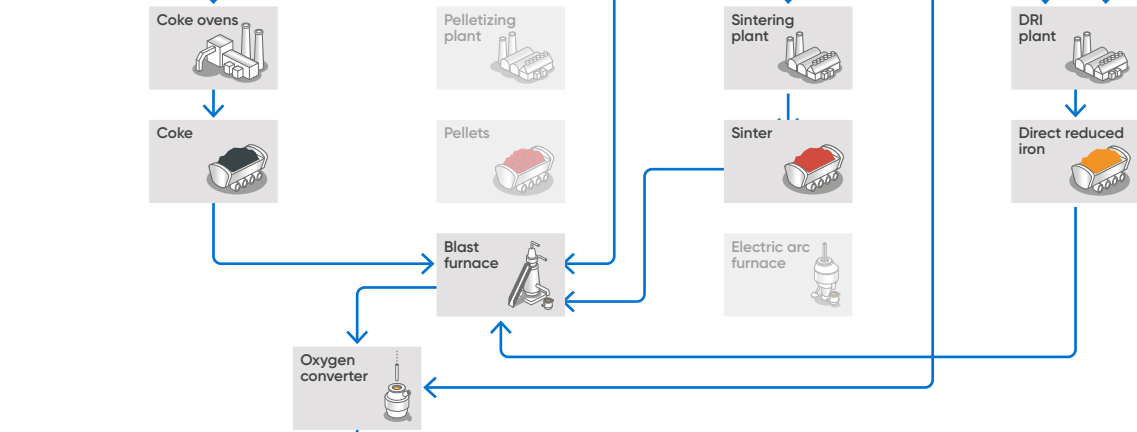 Coke ovens
Pelletizing
plant
Sintering
plant
DRI
plant
Coke
Pellets
Sinter
Direct reduced
iron
Blast
furnace
Electric arc
furnace
Oxygen
converter